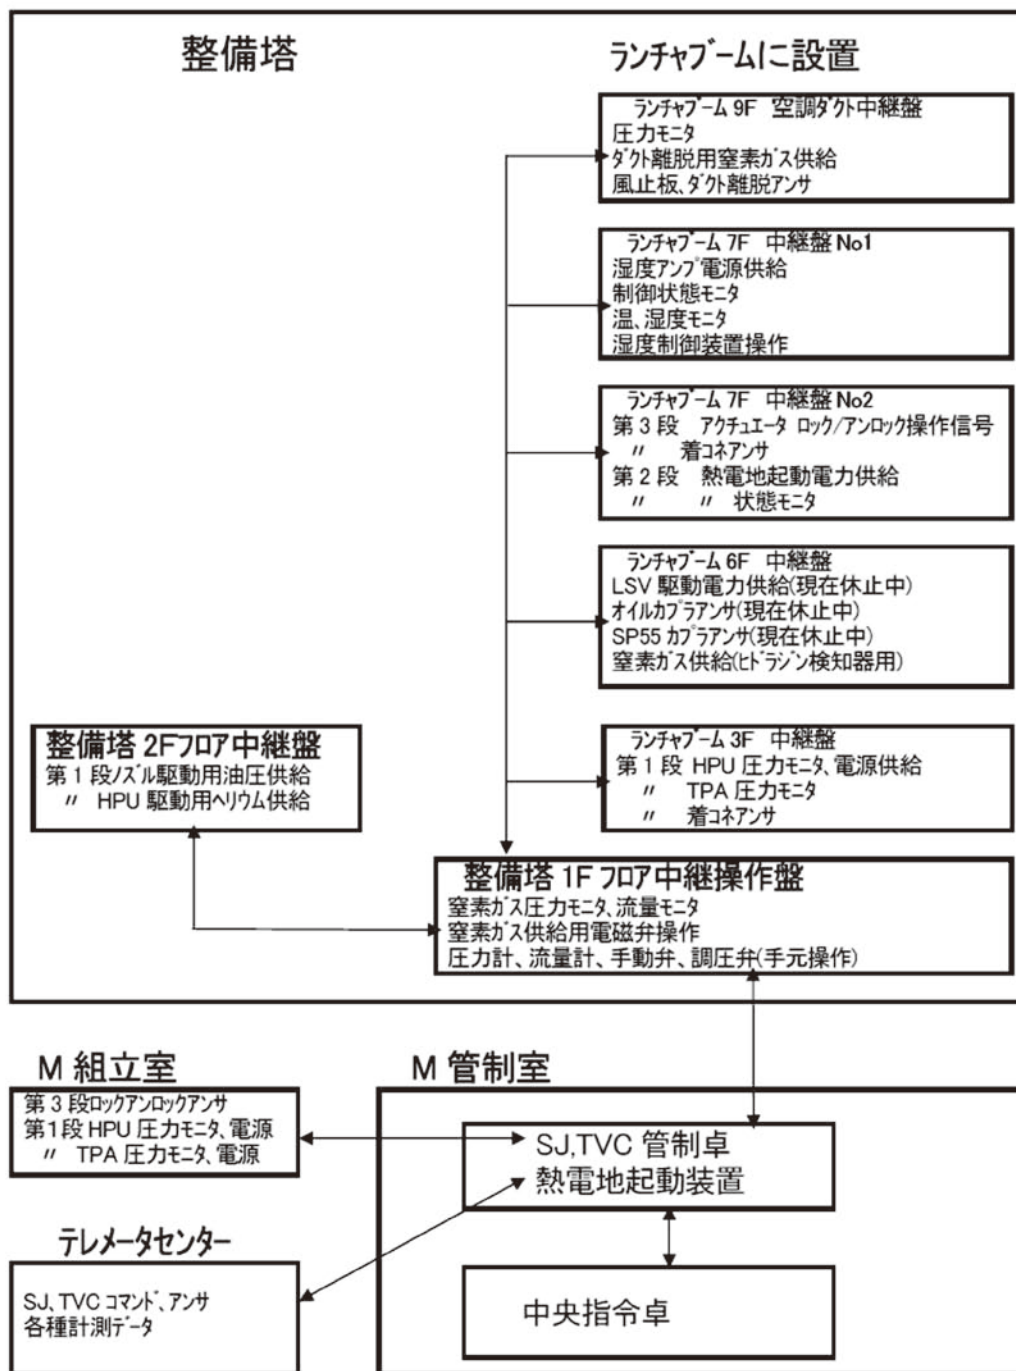 整備塔
ランチャブームに設置
ランチャブーム 9F 空調ダクト中継盤
圧力モニタ
ダクト離脱用窒素ガス供給
風止板、ダクト離脱アンサ
ランチャブーム 7F 中継盤 No1
湿度アンプ電源供給
制御状態モニタ
温、湿度モニタ
湿度制御装置操作
ランチャブーム 7F 中継盤 No2
第3段 アクチュエータ ロック/アンロック操作信号
〃 着コネアンサ
第2段 熱電地起動電力供給
〃 〃 状態モニタ
ランチャブーム 6F 中継盤
LSV 駆動電力供給(現在休止中)
オイルカプラアンサ(現在休止中)
SP55 カプラアンサ(現在休止中)
窒素ガス供給(ヒドラジン検知器用)
整備塔 2Fフロア中継盤
第1段ノズル駆動用油圧供給
〃 HPU 駆動用ヘリウム供給
ランチャブーム 3F 中継盤
第1段 HPU 圧力モニタ、電源供給
〃 TPA 圧力モニタ
〃 着コネアンサ
整備塔 1F フロア中継操作盤
窒素ガス圧力モニタ、流量モニタ
窒素ガス供給用電磁弁操作
圧力計、流量計、手動弁、調圧弁(手元操作)
M 組立室
第3段ロックアンロックアンサ
第1段 HPU 圧力モニタ、電源
〃 TPA 圧力モニタ、電源
M 管制室
SJ,TVC 管制卓
熱電地起動装置
テレメータセンター
SJ、TVC コマンド、アンサ
各種計測データ
中央指令卓